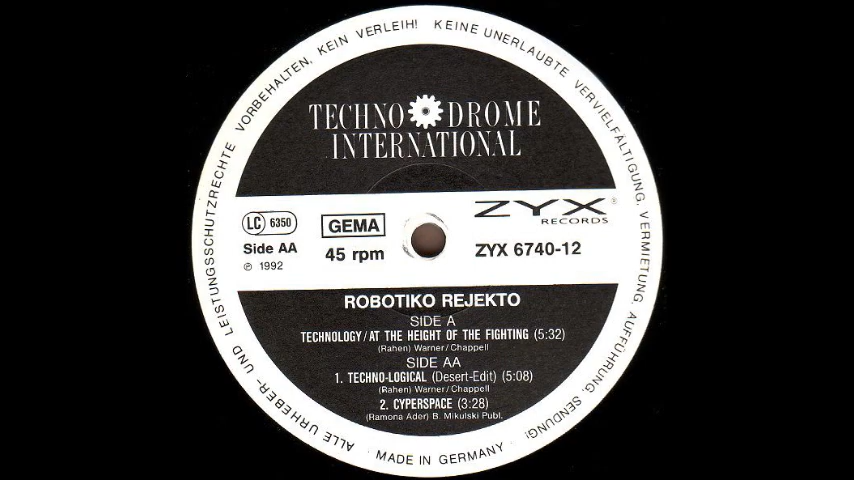 ALLE URHEBER- UND LEISTUNGSSCHUTZRECHTE VORBEHALTEN, KEIN VERLEIH! KEINE UNERLAUBTE VERVIELFÄLTIGUNG, VERMIETUNG, AUFFÜHRUNG, SENDUNG!
TECHNO DROME
INTERNATIONAL
LC 6350
GEMA
ZYX®
RECORDS
Side AA
45 rpm
ZYX 6740-12
℗ 1992
ROBOTIKO REJEKTO
SIDE A
TECHNOLOGY/AT THE HEIGHT OF THE FIGHTING (5:32)
(Rahen) Warner/Chappell
SIDE AA
1. TECHNO-LOGICAL (Desert-Edit) (5:08)
(Rahen) Warner/Chappell
2. CYPERSPACE (3:28)
(Ramona Ader) B. Mikulski Publ.
· MADE IN GERMANY ·